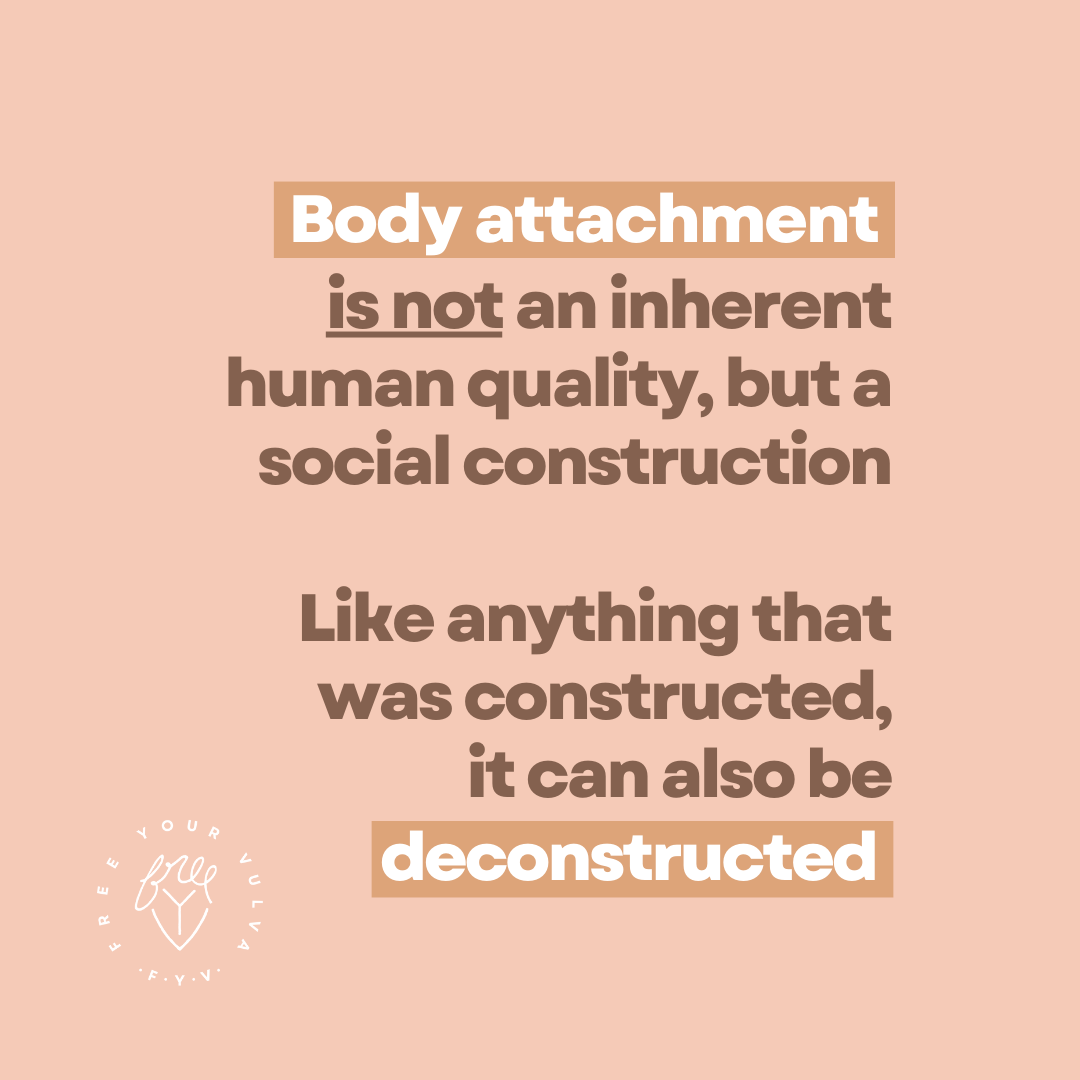 Body attachment
is not an inherent
human quality, but a
social construction
Like anything that
was constructed,
it can also be
deconstructed
FREE YOUR VULVA
free
Y
·F·Y·V·